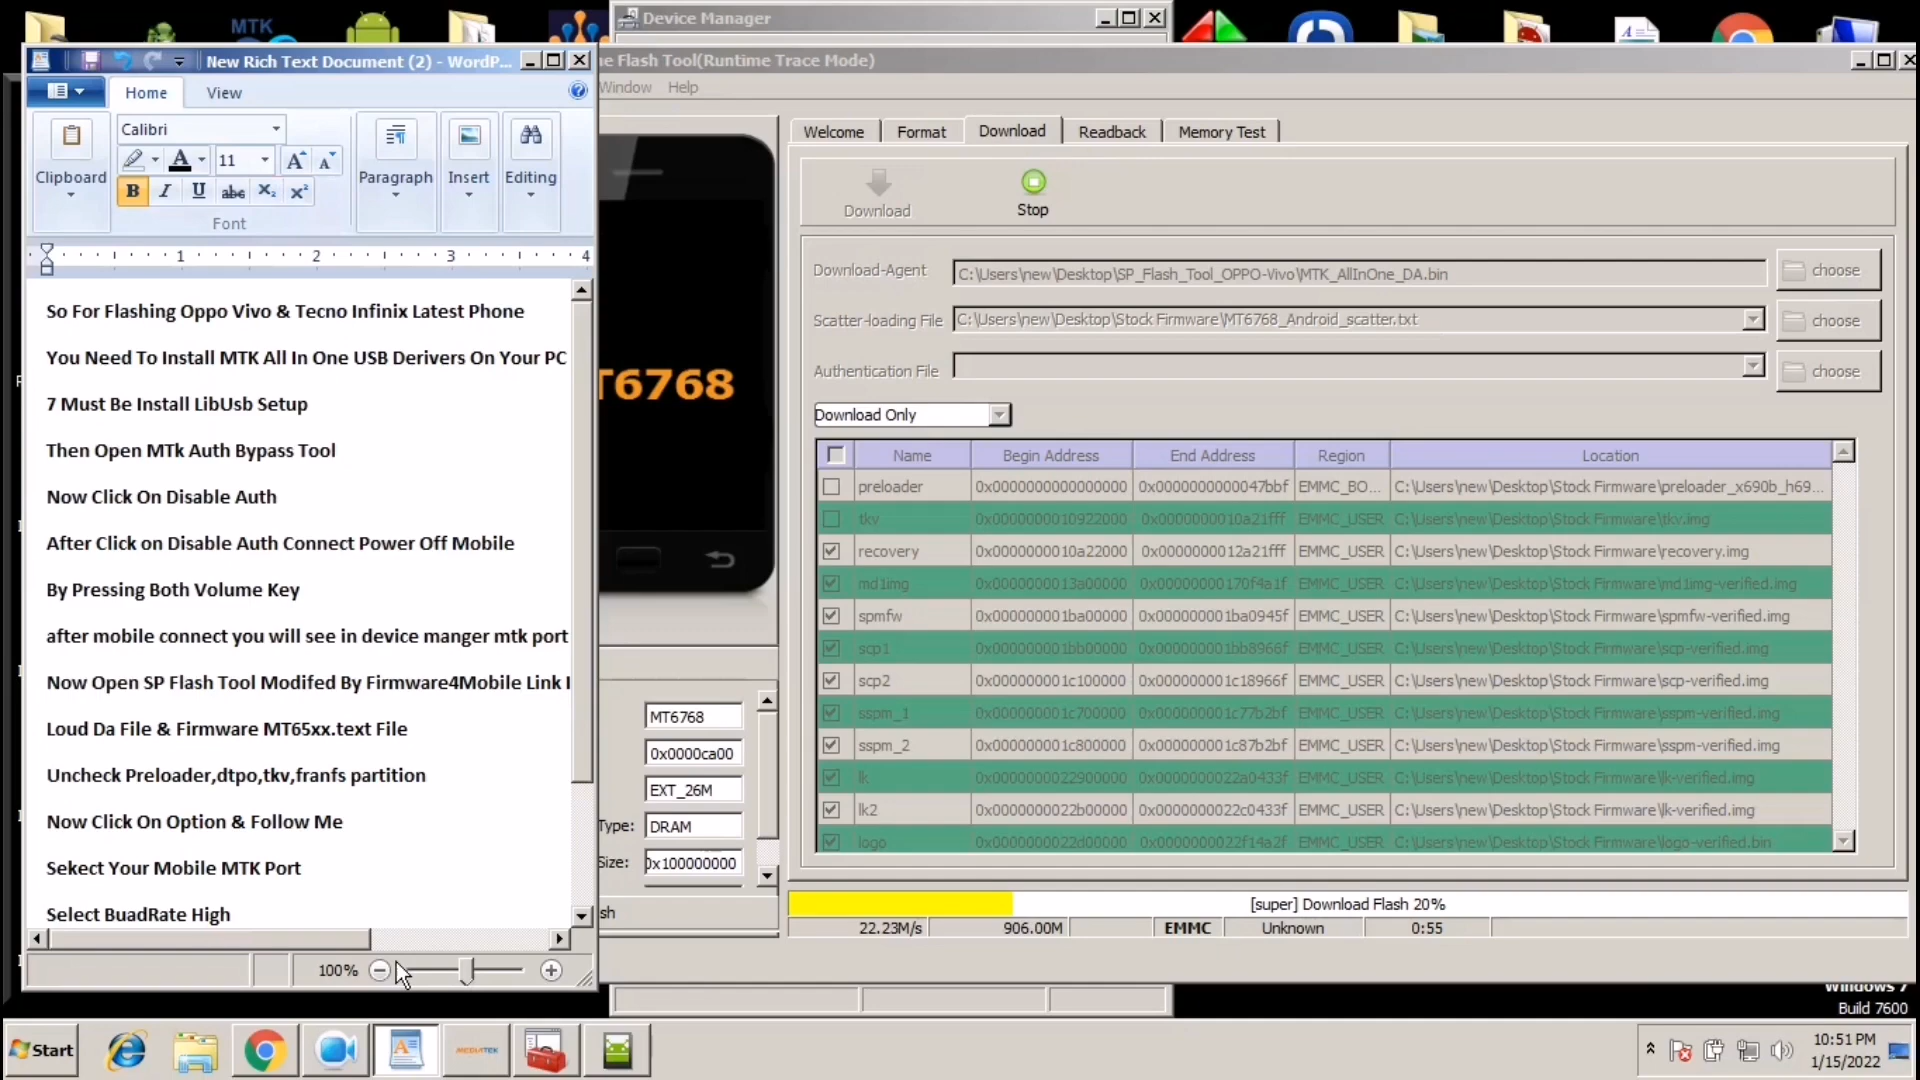 MTK
Device Manager
New Rich Text Document (2) - WordP...
e Flash Tool(Runtime Trace Mode)
Home
View
Window
Help
Calibri
11
Clipboard
Paragraph
Insert
Editing
B
I
U
abc
Font
1
2
3
4
So For Flashing Oppo Vivo & Tecno Infinix Latest Phone
You Need To Install MTK All In One USB Derivers On Your PC
7 Must Be Install LibUsb Setup
Then Open MTk Auth Bypass Tool
Now Click On Disable Auth
After Click on Disable Auth Connect Power Off Mobile
By Pressing Both Volume Key
after mobile connect you will see in device manger mtk port
Now Open SP Flash Tool Modifed By Firmware4Mobile Link I
Loud Da File & Firmware MT65xx.text File
Uncheck Preloader,dtpo,tkv,franfs partition
Now Click On Option & Follow Me
Sekect Your Mobile MTK Port
Select BuadRate High
100%
T6768
MT6768
0x0000ca00
EXT_26M
Type:
DRAM
Size:
0x100000000
sh
Welcome
Format
Download
Readback
Memory Test
Download
Stop
Download-Agent
C:\Users\new\Desktop\SP_Flash_Tool_OPPO-Vivo\MTK_AllInOne_DA.bin
choose
Scatter-loading File
C:\Users\new\Desktop\Stock Firmware\MT6768_Android_scatter.txt
choose
Authentication File
choose
Download Only
Name Begin Address End Address Region Location
preloader 0x0000000000000000 0x0000000000047bbf EMMC_BO... C:\Users\new\Desktop\Stock Firmware\preloader_x690b_h69...
tkv 0x0000000010922000 0x0000000010a21fff EMMC_USER C:\Users\new\Desktop\Stock Firmware\tkv.img
recovery 0x0000000010a22000 0x0000000012a21fff EMMC_USER C:\Users\new\Desktop\Stock Firmware\recovery.img
md1img 0x0000000013a00000 0x00000000170f4a1f EMMC_USER C:\Users\new\Desktop\Stock Firmware\md1img-verified.img
spmfw 0x000000001ba00000 0x000000001ba0945f EMMC_USER C:\Users\new\Desktop\Stock Firmware\spmfw-verified.img
scp1 0x000000001bb00000 0x000000001bb8966f EMMC_USER C:\Users\new\Desktop\Stock Firmware\scp-verified.img
scp2 0x000000001c100000 0x000000001c18966f EMMC_USER C:\Users\new\Desktop\Stock Firmware\scp-verified.img
sspm_1 0x000000001c700000 0x000000001c77b2bf EMMC_USER C:\Users\new\Desktop\Stock Firmware\sspm-verified.img
sspm_2 0x000000001c800000 0x000000001c87b2bf EMMC_USER C:\Users\new\Desktop\Stock Firmware\sspm-verified.img
lk 0x0000000022900000 0x0000000022a0433f EMMC_USER C:\Users\new\Desktop\Stock Firmware\lk-verified.img
lk2 0x0000000022b00000 0x0000000022c0433f EMMC_USER C:\Users\new\Desktop\Stock Firmware\lk-verified.img
logo 0x0000000022d00000 0x0000000022f14a2f EMMC_USER C:\Users\new\Desktop\Stock Firmware\logo-verified.bin
[super] Download Flash 20%
22.23M/s
906.00M
EMMC
Unknown
0:55
Windows 7
Build 7600
Start
MEDIATEK
10:51 PM
1/15/2022